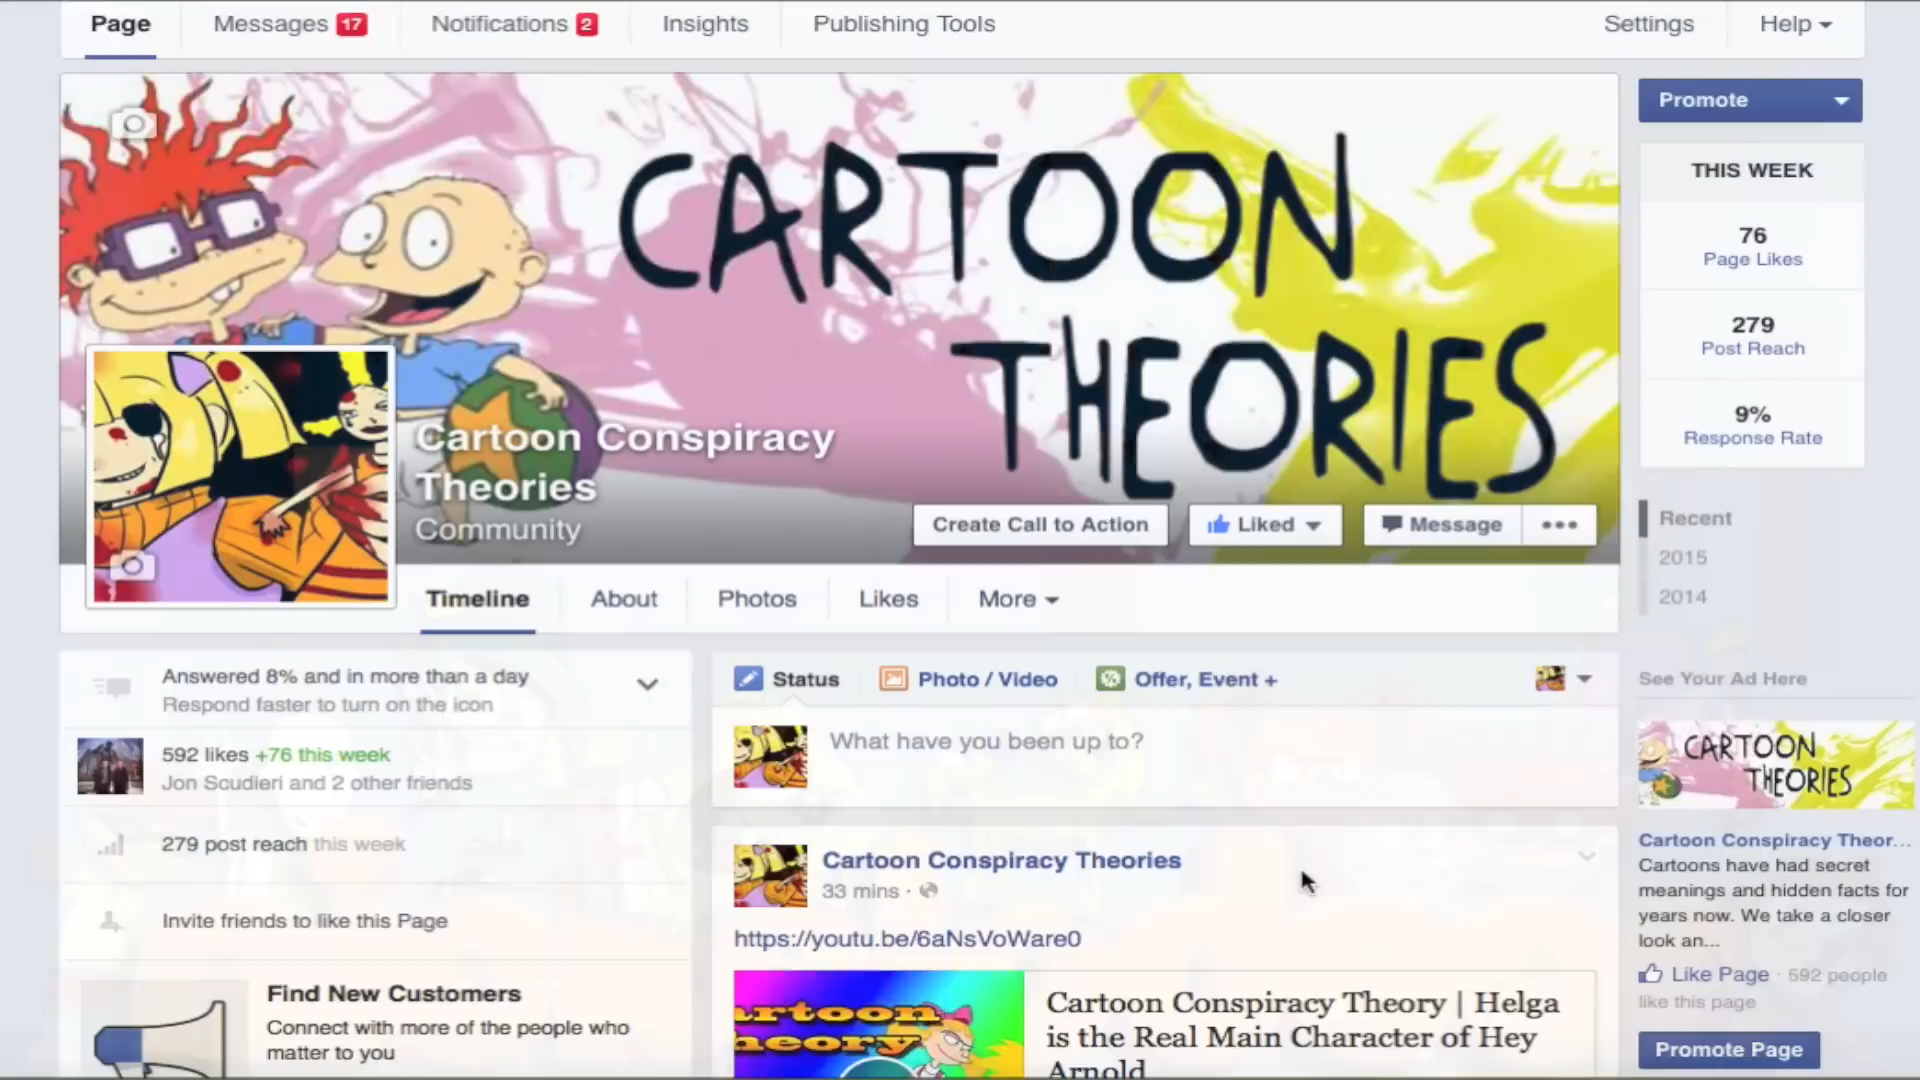 Page Messages 17 Notifications 2 Insights Publishing Tools Settings Help
CARTOON
THEORIES
Cartoon Conspiracy
Theories
Community
Create Call to Action Liked Message
Timeline About Photos Likes More
Promote
THIS WEEK
76
Page Likes
279
Post Reach
9%
Response Rate
Recent
2015
2014
Answered 8% and in more than a day
Respond faster to turn on the icon
592 likes +76 this week
Jon Scudieri and 2 other friends
279 post reach this week
Invite friends to like this Page
Find New Customers
Connect with more of the people who
matter to you
Status Photo / Video Offer, Event +
What have you been up to?
Cartoon Conspiracy Theories
33 mins ·
https://youtu.be/6aNsVoWare0
artoon
heory
Cartoon Conspiracy Theory | Helga
is the Real Main Character of Hey
Arnold
See Your Ad Here
CARTOON
THEORIES
Cartoon Conspiracy Theor...
Cartoons have had secret
meanings and hidden facts for
years now. We take a closer
look an...
Like Page · 592 people
like this page
Promote Page